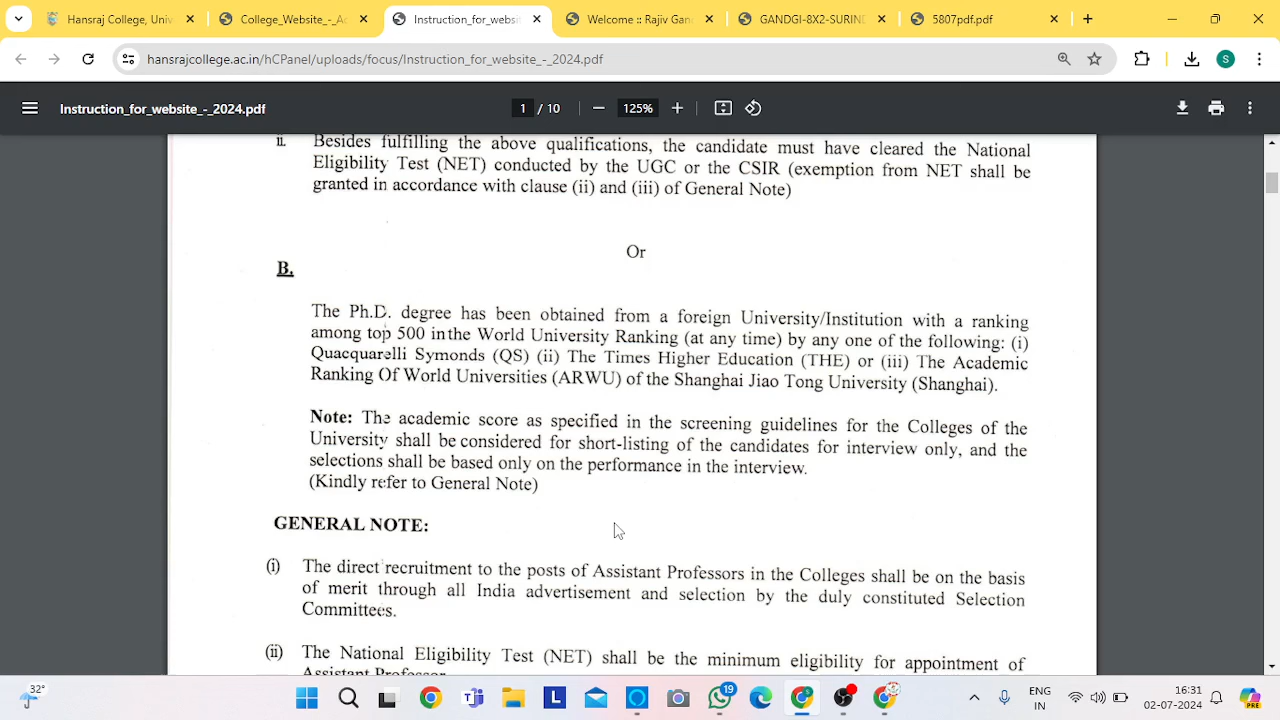 Hansraj College, Univ
College_Website_-_Ac
Instruction_for_websi
Welcome :: Rajiv Gan
GANDGI-8X2-SURIND
5807pdf.pdf
hansrajcollege.ac.in/hCPanel/uploads/focus/Instruction_for_website_-_2024.pdf
S
Instruction_for_website_-_2024.pdf
1 / 10
125%
ii. Besides fulfilling the above qualifications, the candidate must have cleared the National
Eligibility Test (NET) conducted by the UGC or the CSIR (exemption from NET shall be
granted in accordance with clause (ii) and (iii) of General Note)
Or
B.
The Ph.D. degree has been obtained from a foreign University/Institution with a ranking
among top 500 in the World University Ranking (at any time) by any one of the following: (i)
Quacquarelli Symonds (QS) (ii) The Times Higher Education (THE) or (iii) The Academic
Ranking Of World Universities (ARWU) of the Shanghai Jiao Tong University (Shanghai).
Note: The academic score as specified in the screening guidelines for the Colleges of the
University shall be considered for short-listing of the candidates for interview only, and the
selections shall be based only on the performance in the interview.
(Kindly refer to General Note)
GENERAL NOTE:
(i) The direct recruitment to the posts of Assistant Professors in the Colleges shall be on the basis
of merit through all India advertisement and selection by the duly constituted Selection
Committees.
(ii) The National Eligibility Test (NET) shall be the minimum eligibility for appointment of
Assistant Professor
32°
L
19
ENG
IN
16:31
02-07-2024
PRE